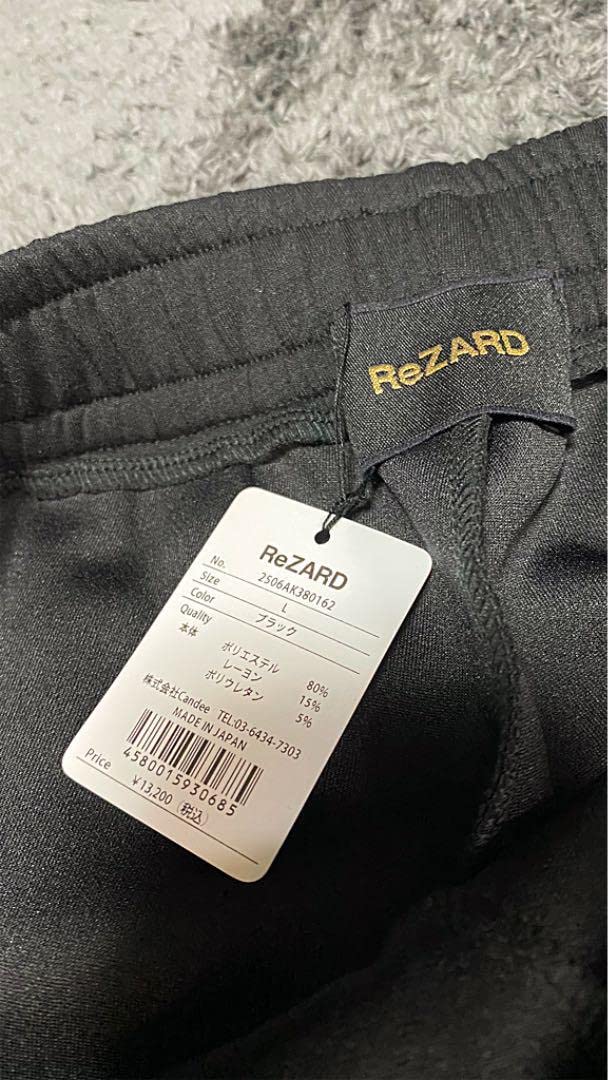 ReZARD
ReZARD
No. 2506AK380162
Size L
Color ブラック
Quality
本体
ポリエステル 80%
レーヨン 15%
ポリウレタン 5%
株式会社Candee TEL:03-6434-7303
MADE IN JAPAN
4580015930685
Price ¥13,200(税込)